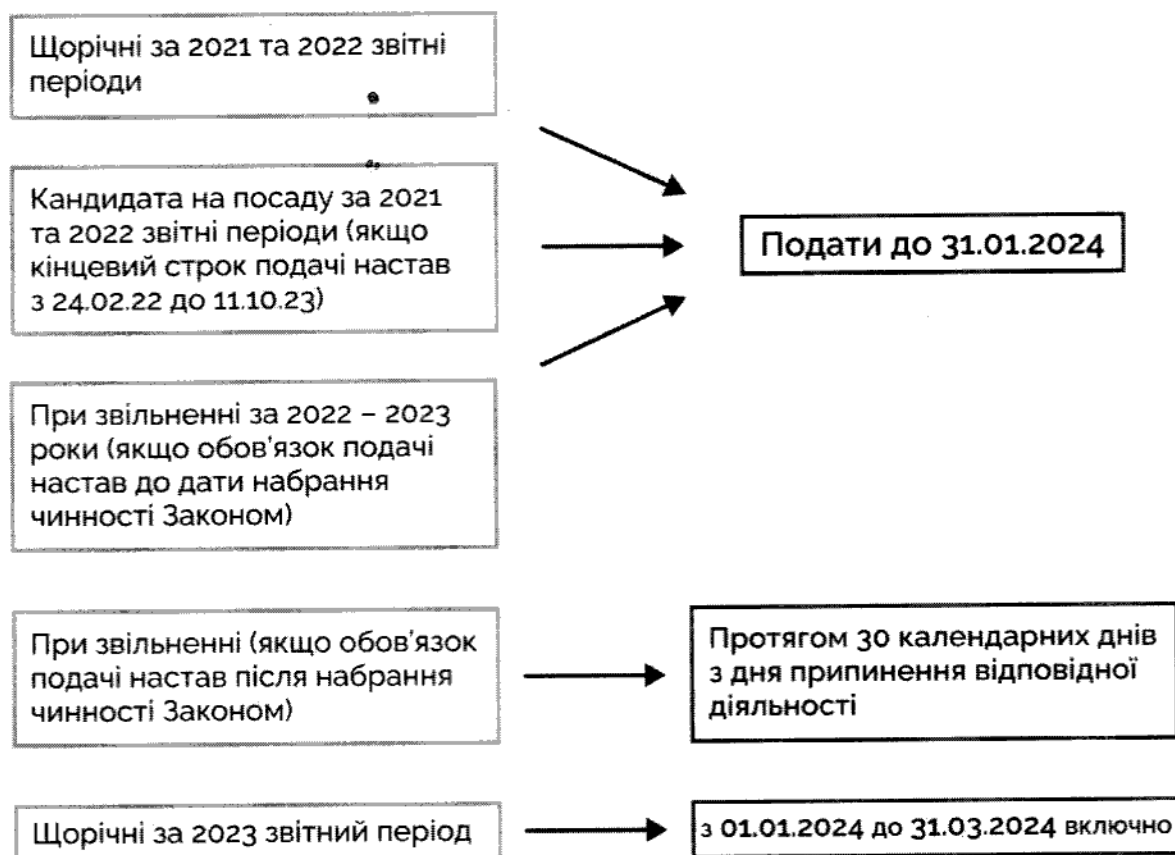 Щорічні за 2021 та 2022 звітні
періоди
Кандидата на посаду за 2021
та 2022 звітні періоди (якщо
кінцевий строк подачі настав
з 24.02.22 до 11.10.23)
Подати до 31.01.2024
При звільненні за 2022 – 2023
роки (якщо обов'язок подачі
настав до дати набрання
чинності Законом)
При звільненні (якщо обов'язок
подачі настав після набрання
чинності Законом)
Протягом 30 календарних днів
з дня припинення відповідної
діяльності
Щорічні за 2023 звітний період
з 01.01.2024 до 31.03.2024 включно